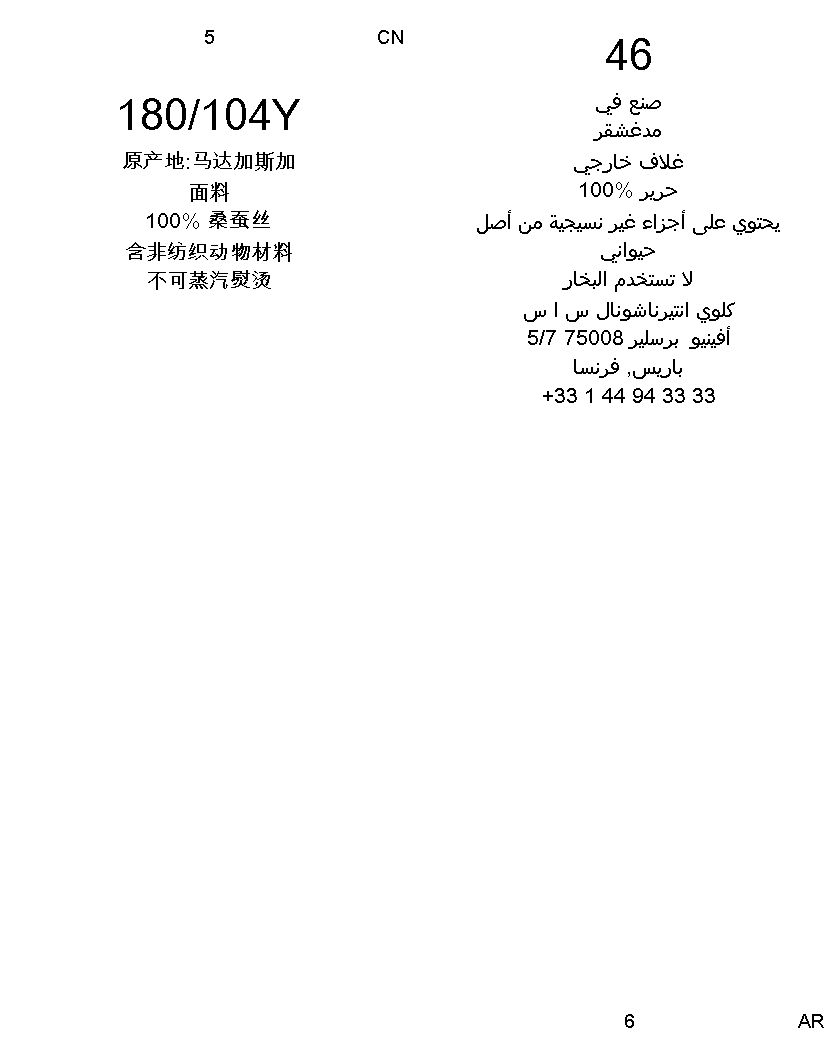 5
CN
180/104Y
原产地:马达加斯加
面料
100% 桑蚕丝
含非纺织动物材料
不可蒸汽熨烫
46
صنع في
مدغشقر
غلاف خارجي
100% حرير
يحتوي على أجزاء غير نسيجية من أصل
حيواني
لا تستخدم البخار
كلوي انتيرناشونال س ا س
5/7 أفينيو برسلير 75008
باريس, فرنسا
+33 1 44 94 33 33
6
AR